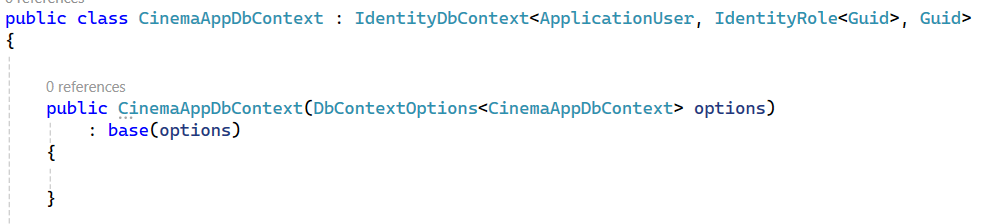 0 references
public class CinemaAppDbContext : IdentityDbContext<ApplicationUser, IdentityRole<Guid>, Guid>
{
0 references
public CinemaAppDbContext(DbContextOptions<CinemaAppDbContext> options)
: base(options)
{
}